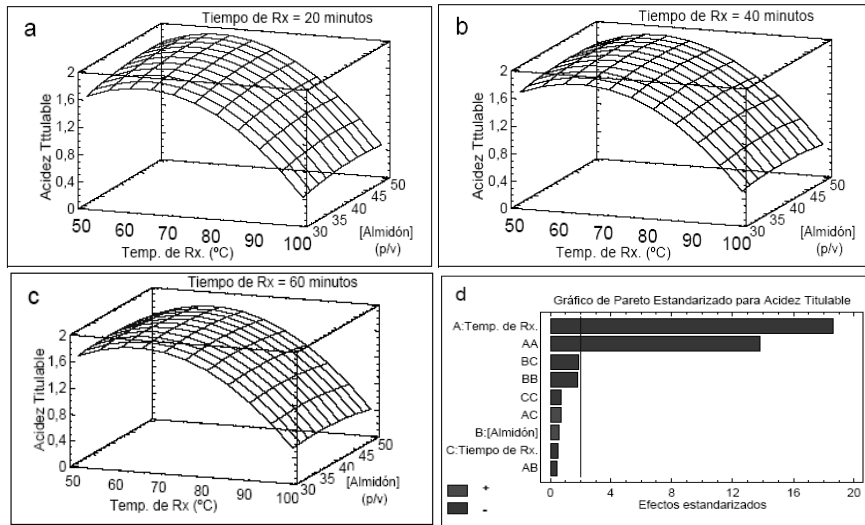 a
Tiempo de Rx = 20 minutos
Acidez Tttulable
2
1,6
1,2
0,8
0,4
0
50 60 70 80 90 100
Temp. de Rx. (ºC)
30 35 40 45 50
[Almidón]
(p/v)
b
Tiempo de Rx = 40 minutos
Acidez Titulable
2
1,6
1,2
0,8
0,4
0
50 60 70 80 90 100
Temp. de Rx. (ºC)
30 35 40 45 50
[Almidón]
(p/v)
c
Tiempo de Rx = 60 minutos
Acidez Titulable
2
1,6
1,2
0,8
0,4
0
50 60 70 80 90 100
Temp. de Rx (ºC)
30 35 40 45 50
[Almidón]
(p/v)
d
Gráfico de Pareto Estandarizado para Acidez Titulable
A:Temp. de Rx.
AA
BC
BB
CC
AC
B:[Almidón]
C:Tiempo de Rx.
AB
0 4 8 12 16 20
Efectos estandarizados
+
-